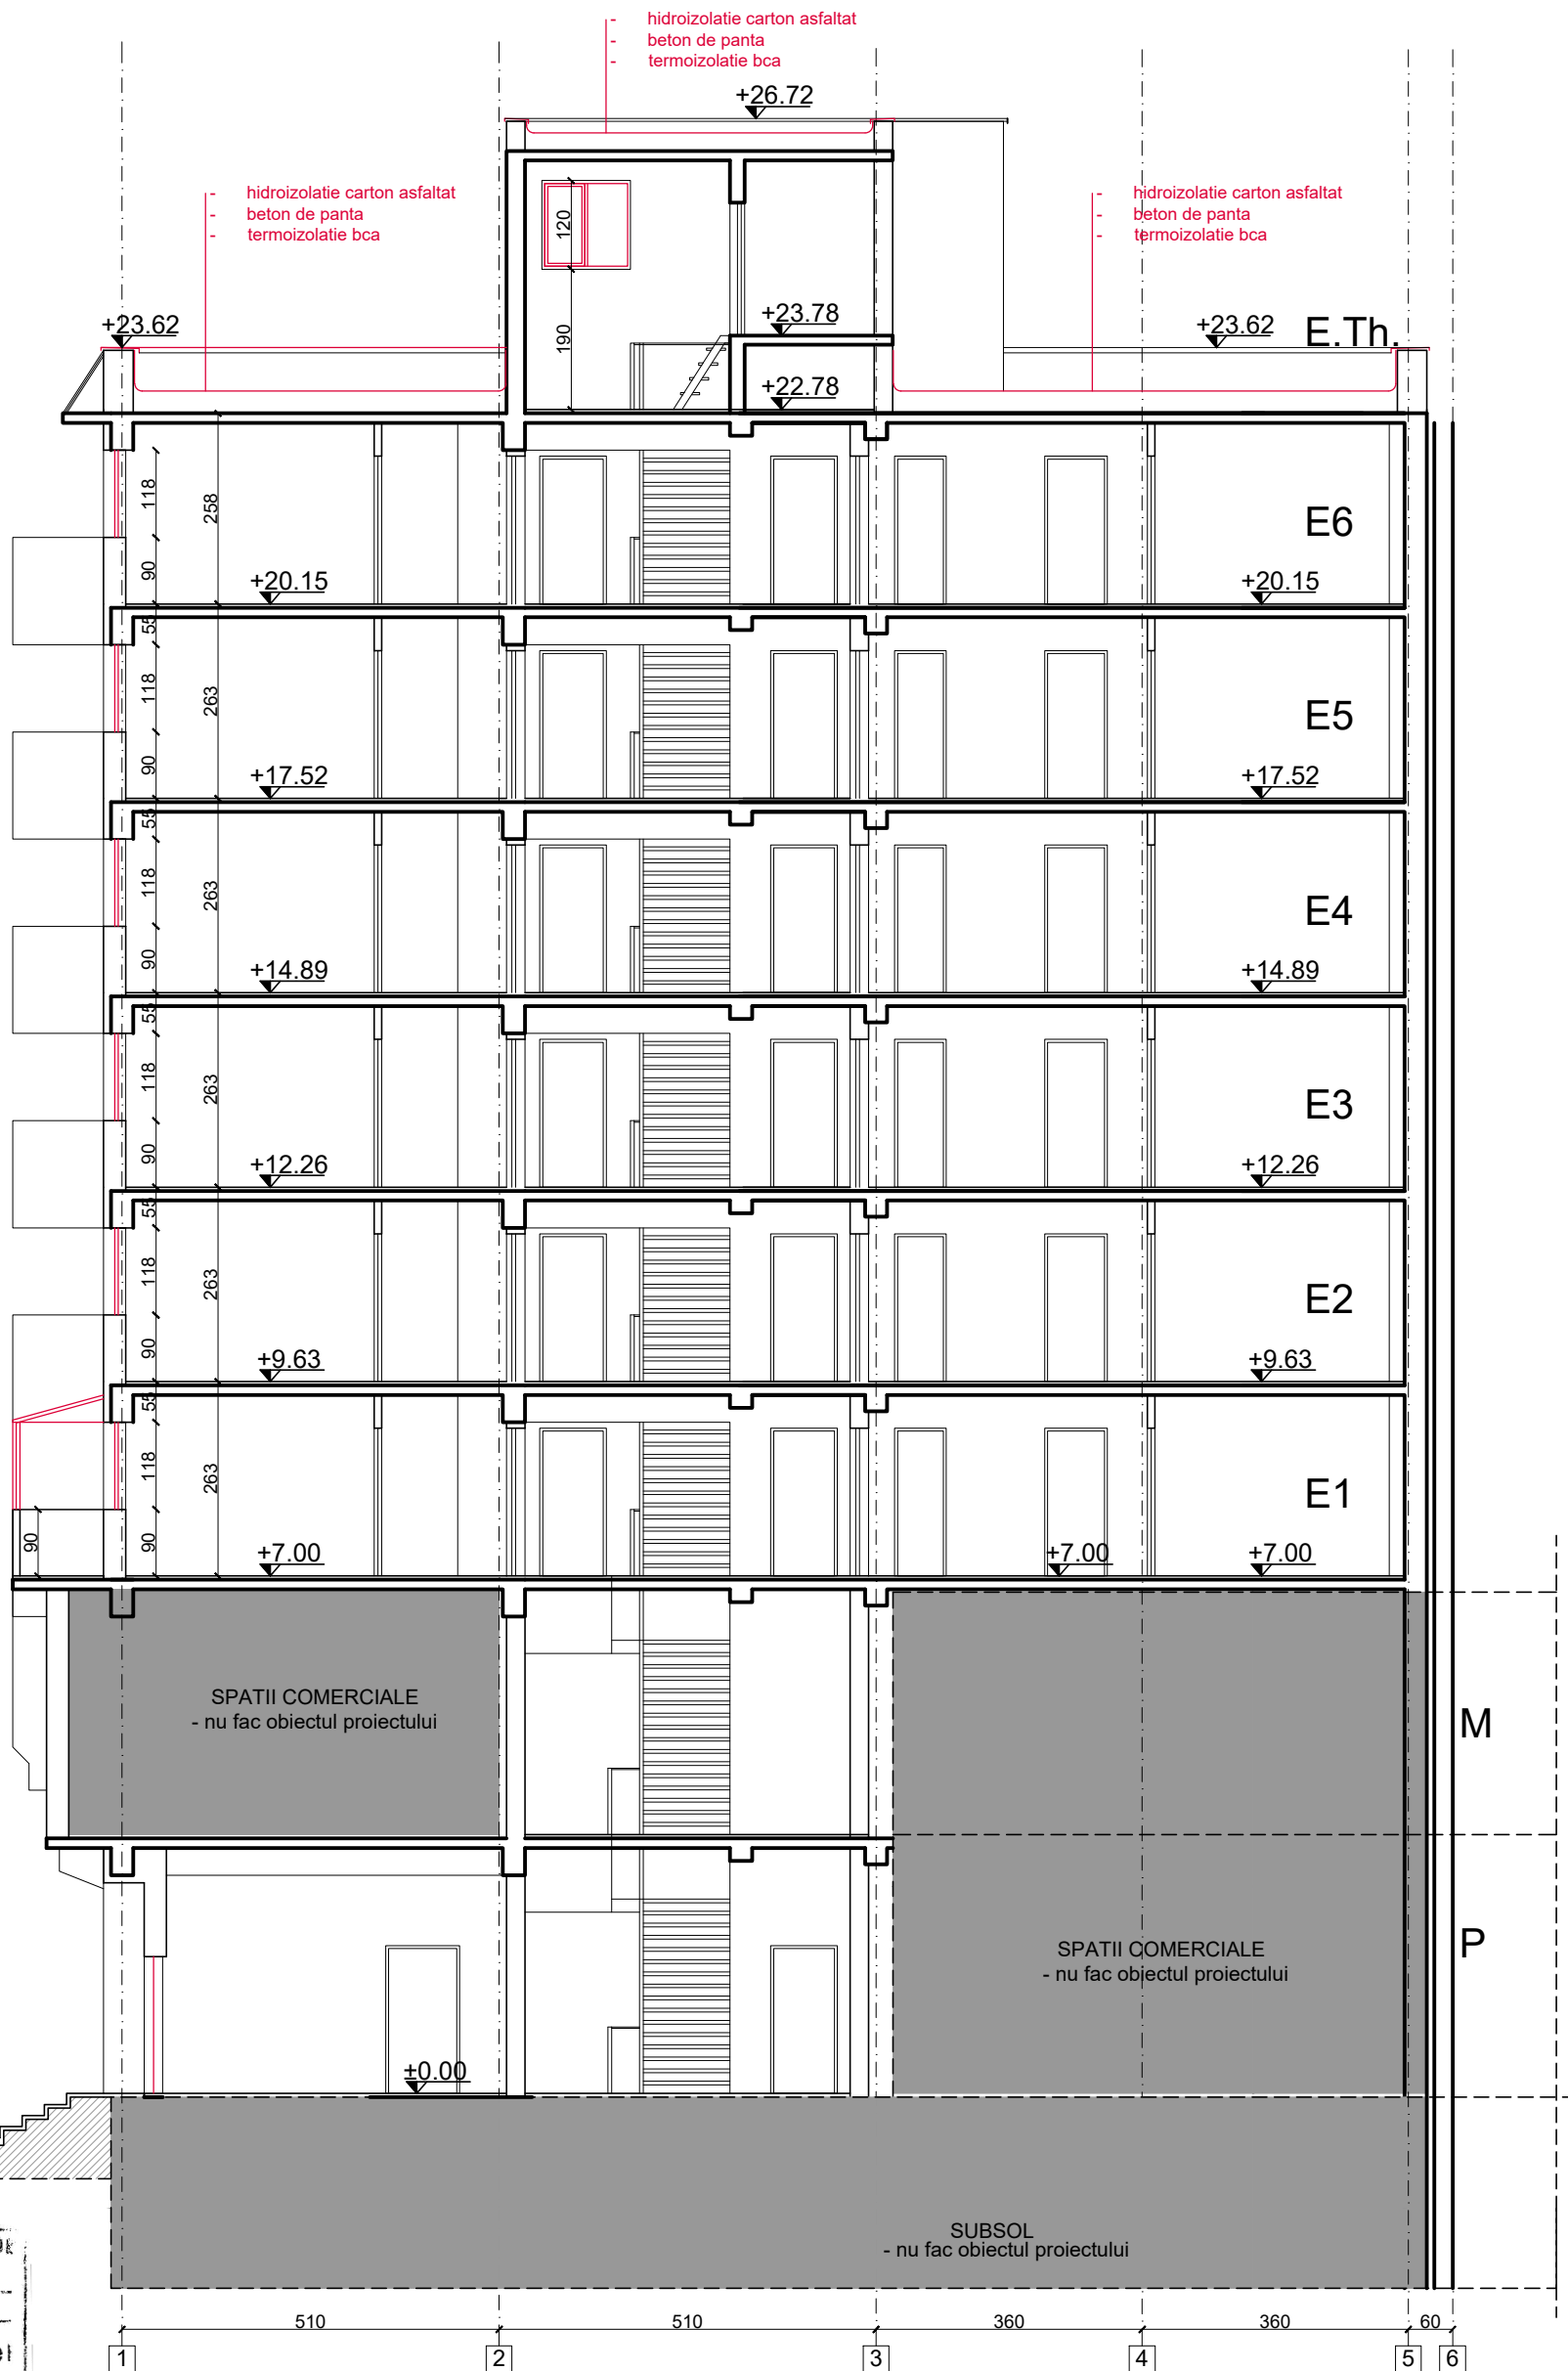 - hidroizolatie carton asfaltat
- beton de panta
- termoizolatie bca
+26.72
- hidroizolatie carton asfaltat
- beton de panta
- termoizolatie bca
- hidroizolatie carton asfaltat
- beton de panta
- termoizolatie bca
120
190
+23.62
+23.78
+23.62
E.Th.
+22.78
118
258
E6
90
+20.15
+20.15
55
118
263
E5
90
+17.52
+17.52
55
118
263
E4
90
+14.89
+14.89
55
118
263
E3
90
+12.26
+12.26
55
118
263
E2
90
+9.63
+9.63
55
118
263
E1
90
90
+7.00
+7.00
+7.00
SPATII COMERCIALE
- nu fac obiectul proiectului
M
P
SPATII COMERCIALE
- nu fac obiectul proiectului
±0.00
SUBSOL
- nu fac obiectul proiectului
510
510
360
360
60
1
2
3
4
5
6